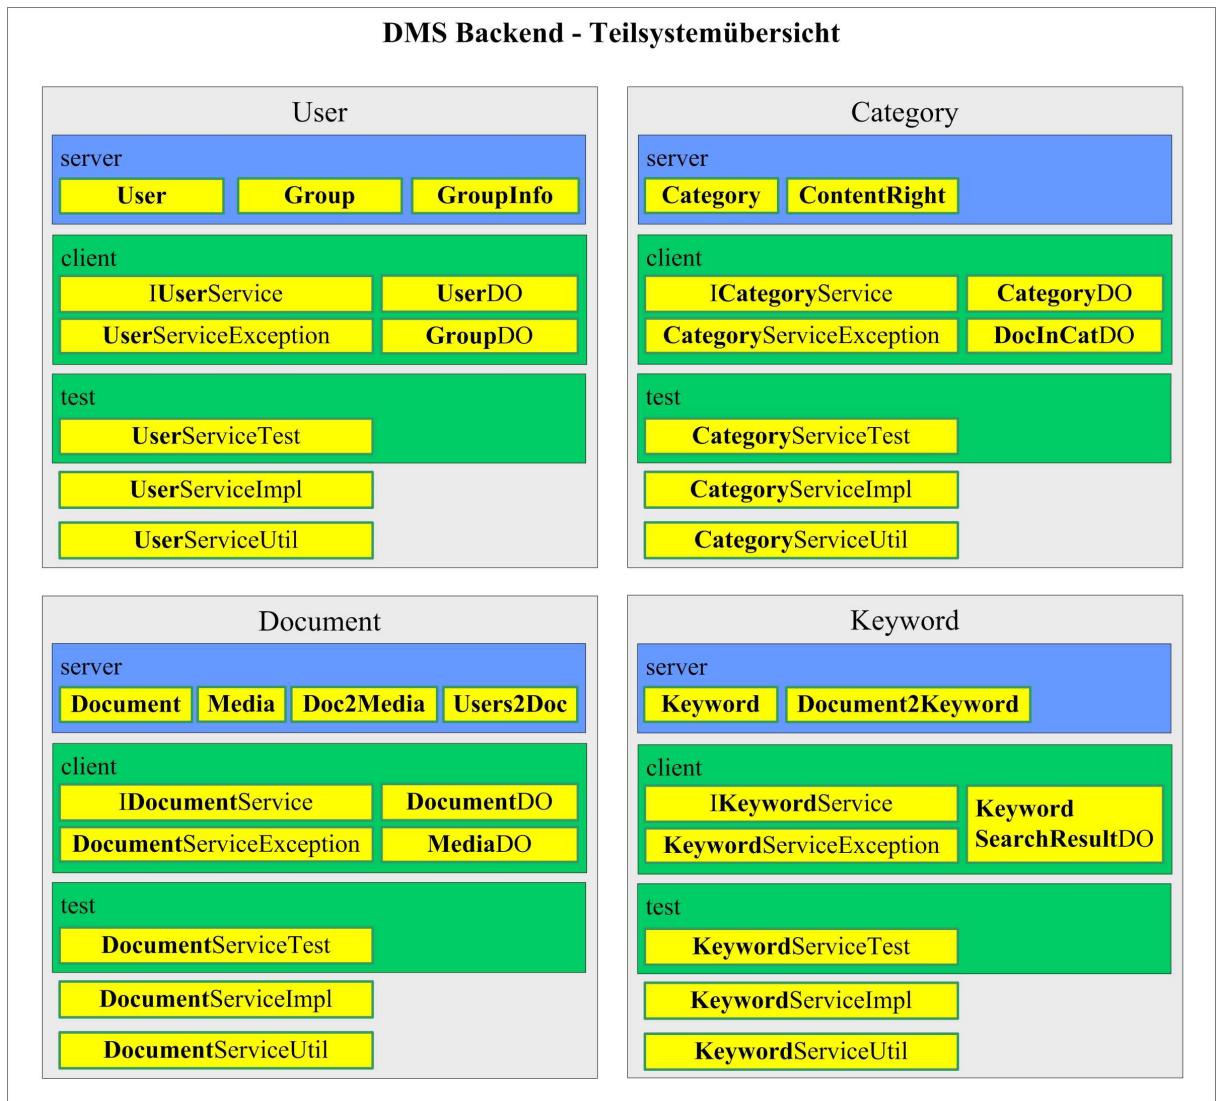 DMS Backend - Teilsystemübersicht
User
server
User Group GroupInfo
client
IUserService UserDO
UserServiceException GroupDO
test
UserServiceTest
UserServiceImpl
UserServiceUtil
Category
server
Category ContentRight
client
ICategoryService CategoryDO
CategoryServiceException DocInCatDO
test
CategoryServiceTest
CategoryServiceImpl
CategoryServiceUtil
Document
server
Document Media Doc2Media Users2Doc
client
IDocumentService DocumentDO
DocumentServiceException MediaDO
test
DocumentServiceTest
DocumentServiceImpl
DocumentServiceUtil
Keyword
server
Keyword Document2Keyword
client
IKeywordService
KeywordServiceException
Keyword
SearchResultDO
test
KeywordServiceTest
KeywordServiceImpl
KeywordServiceUtil